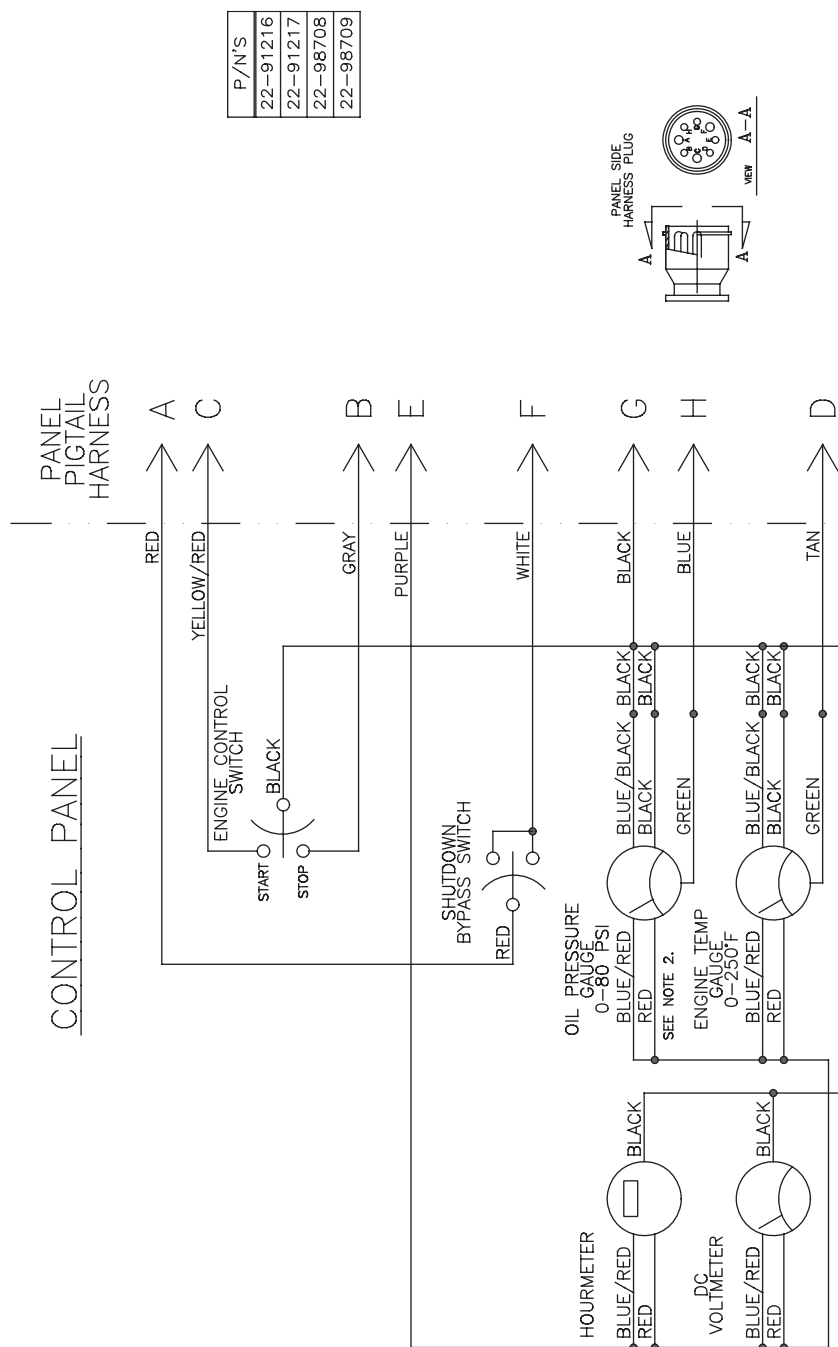 CONTROL PANEL
PANEL
PIGTAIL
HARNESS
P/N'S
22-91216
22-91217
22-98708
22-98709
RED
A
YELLOW/RED
C
ENGINE CONTROL
SWITCH
START
STOP
BLACK
GRAY
B
PURPLE
E
SHUTDOWN
BYPASS SWITCH
RED
WHITE
F
OIL PRESSURE
GAUGE
0-80 PSI
BLUE/RED
RED
SEE NOTE 2.
BLUE/BLACK
BLACK
BLACK
BLACK
GREEN
BLACK
G
BLUE
H
ENGINE TEMP
GAUGE
0-250°F
BLUE/RED
RED
BLUE/BLACK
BLACK
BLACK
BLACK
GREEN
TAN
D
HOURMETER
BLUE/RED
RED
BLACK
DC
VOLTMETER
BLUE/RED
RED
BLACK
PANEL SIDE
HARNESS PLUG
A
A
A
B
C
D
E
F
G
H
VIEW A-A